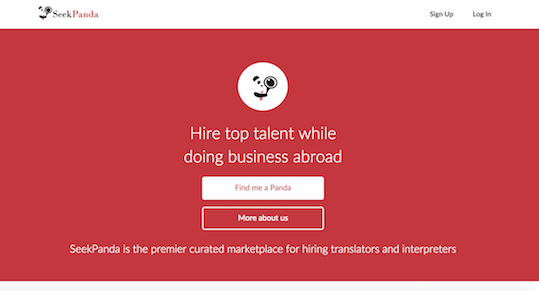 SeekPanda
Sign Up
Log In
Hire top talent while
doing business abroad
Find me a Panda
More about us
SeekPanda is the premier curated marketplace for hiring translators and interpreters